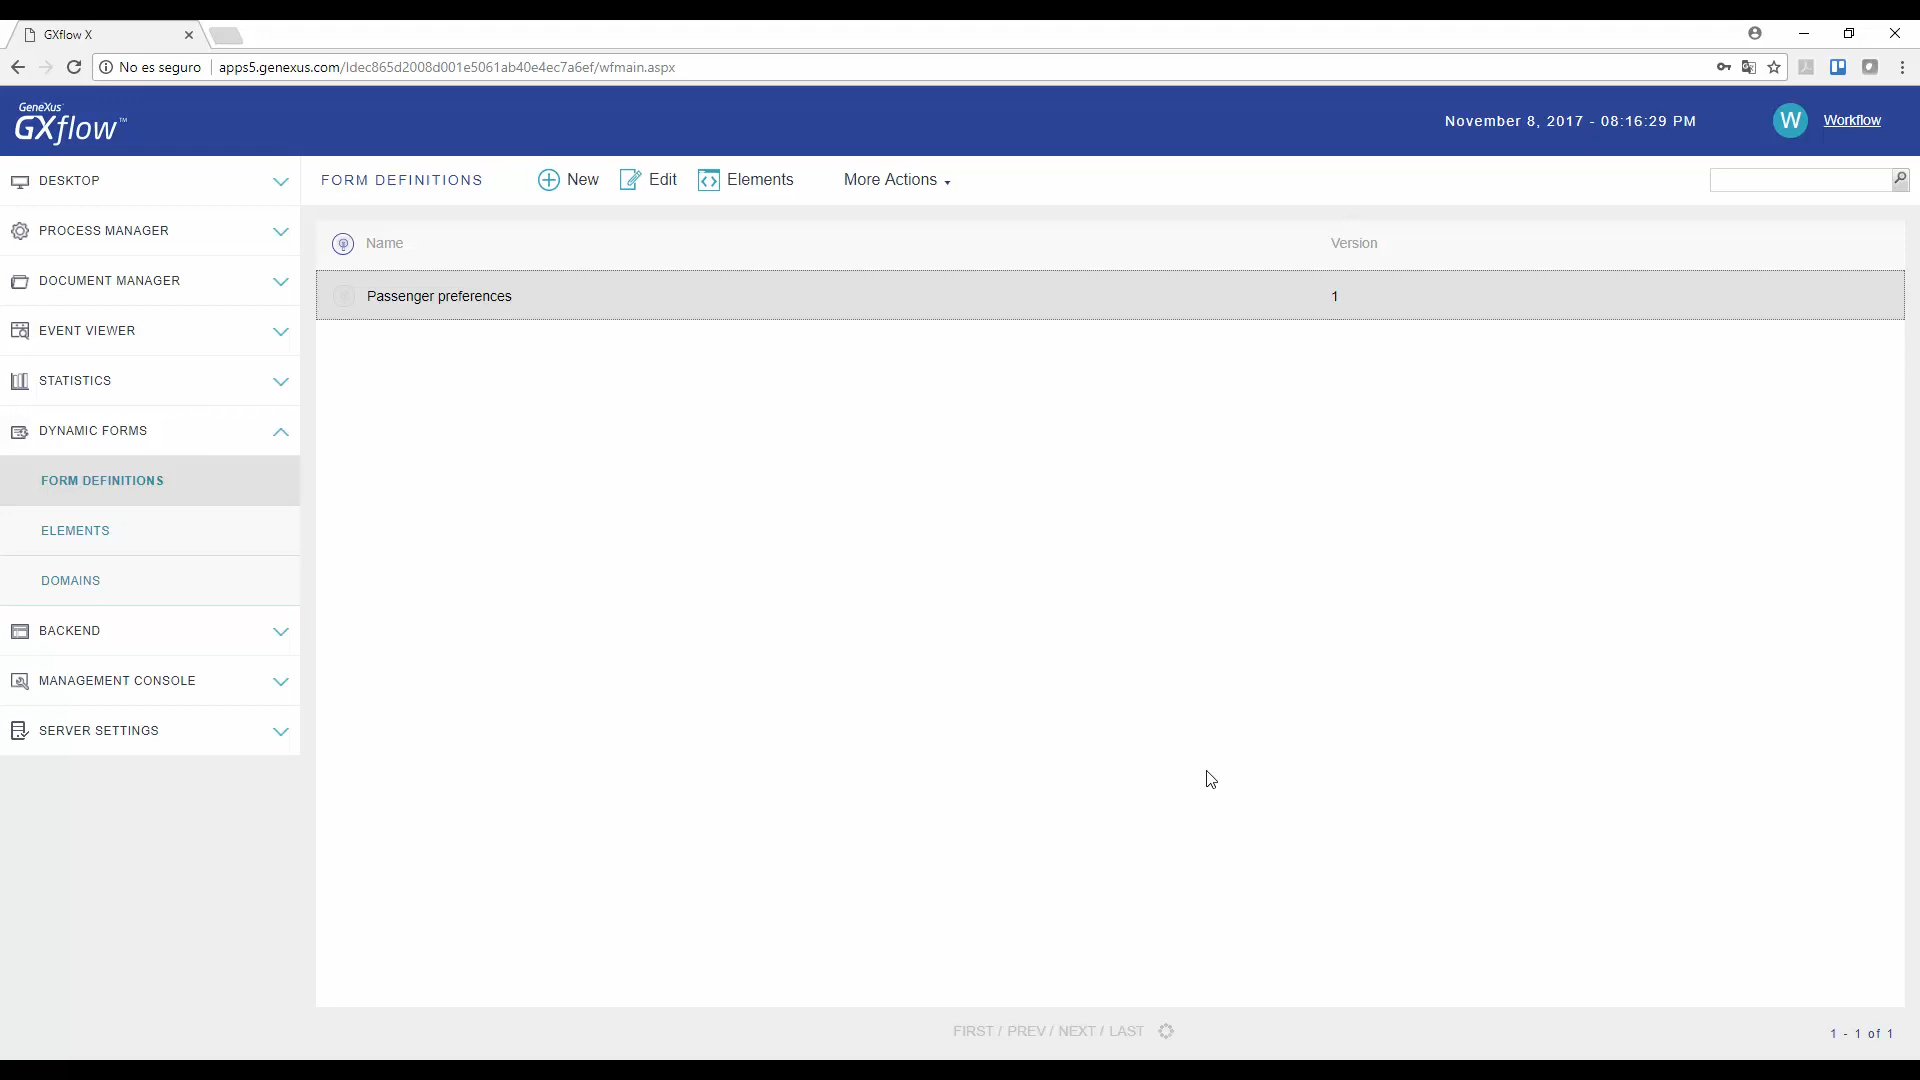 GXflow X
No es seguro apps5.genexus.com/Idec865d2008d001e5061ab40e4ec7a6ef/wfmain.aspx
GeneXus
GXflow™
November 8, 2017 - 08:16:29 PM
W
Workflow
DESKTOP
PROCESS MANAGER
DOCUMENT MANAGER
EVENT VIEWER
STATISTICS
DYNAMIC FORMS
FORM DEFINITIONS
ELEMENTS
DOMAINS
BACKEND
MANAGEMENT CONSOLE
SERVER SETTINGS
FORM DEFINITIONS New Edit Elements More Actions
Name Version
Passenger preferences 1
FIRST / PREV / NEXT / LAST
1 - 1 of 1